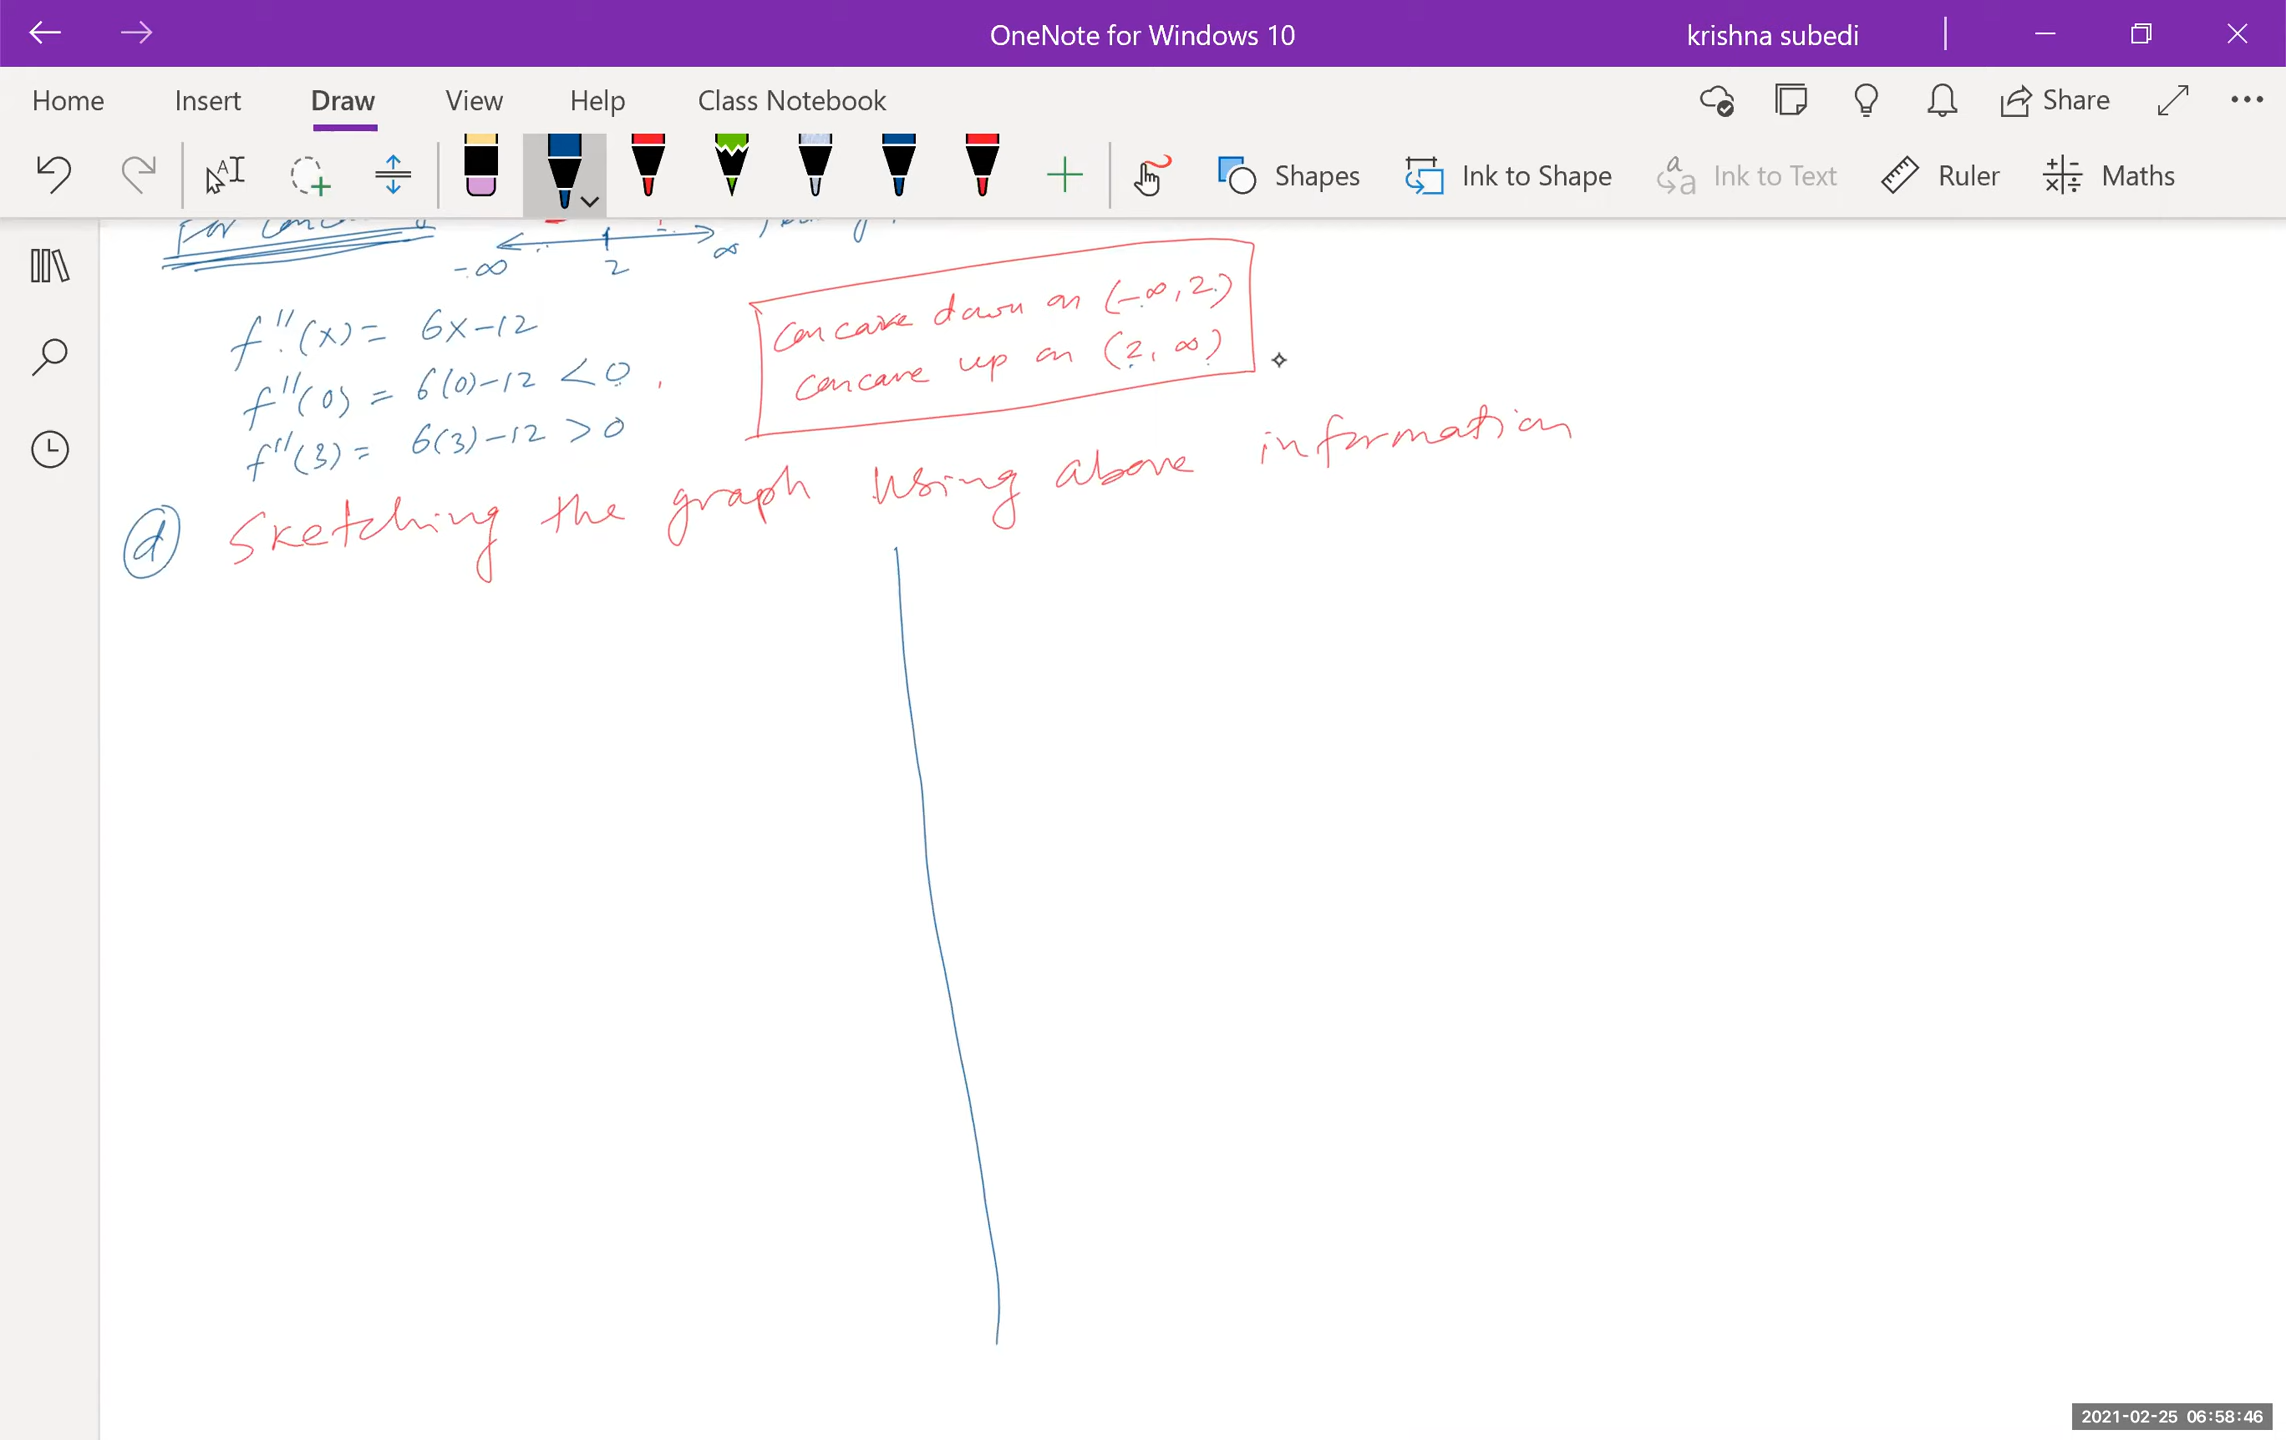 OneNote for Windows 10
krishna subedi
Home Insert Draw View Help Class Notebook
Share
Shapes Ink to Shape Ink to Text Ruler Maths
For
-∞ 2 ∞
f''(x) = 6x-12
f''(0) = 6(0)-12 < 0
f''(3) = 6(3)-12 > 0
Concave down on (-∞, 2)
Concave up on (2, ∞)
d Sketching the graph using above information
2021-02-25 06:58:46